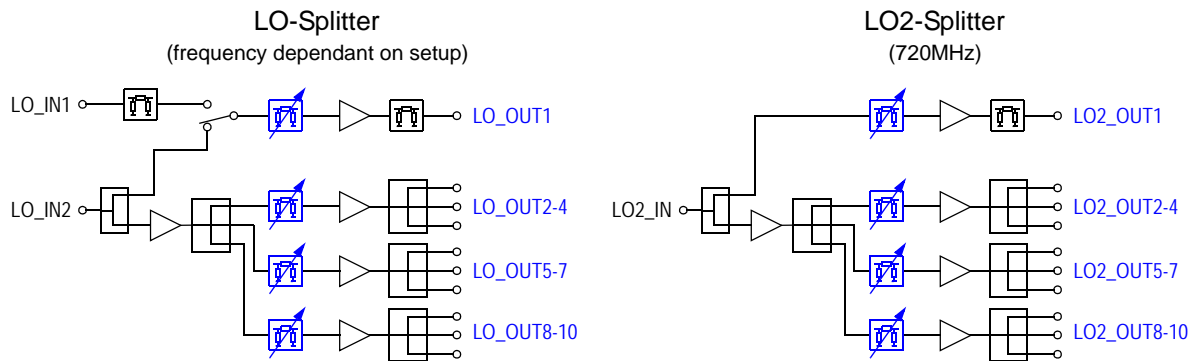 LO-Splitter
(frequency dependant on setup)
LO_IN1
LO_OUT1
LO_IN2
LO_OUT2-4
LO_OUT5-7
LO_OUT8-10
LO2-Splitter
(720MHz)
LO2_OUT1
LO2_IN
LO2_OUT2-4
LO2_OUT5-7
LO2_OUT8-10